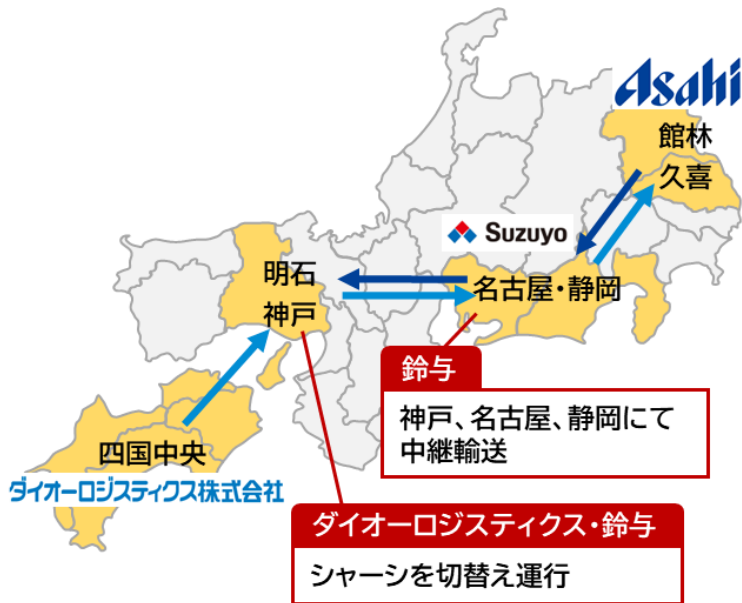 Asahi
館林
久喜
Suzuyo
明石
神戸
名古屋・静岡
鈴与
神戸、名古屋、静岡にて
中継輸送
四国中央
ダイオーロジスティクス株式会社
ダイオーロジスティクス・鈴与
シャーシを切替え運行